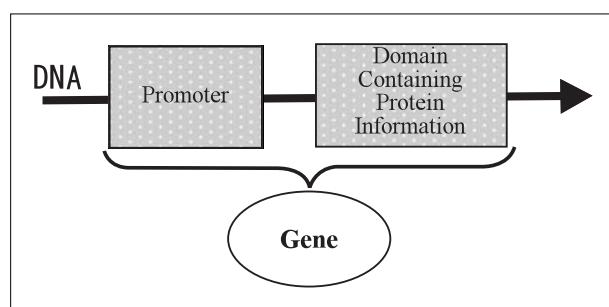 DNA
Promoter
Domain
Containing
Protein
Information
Gene